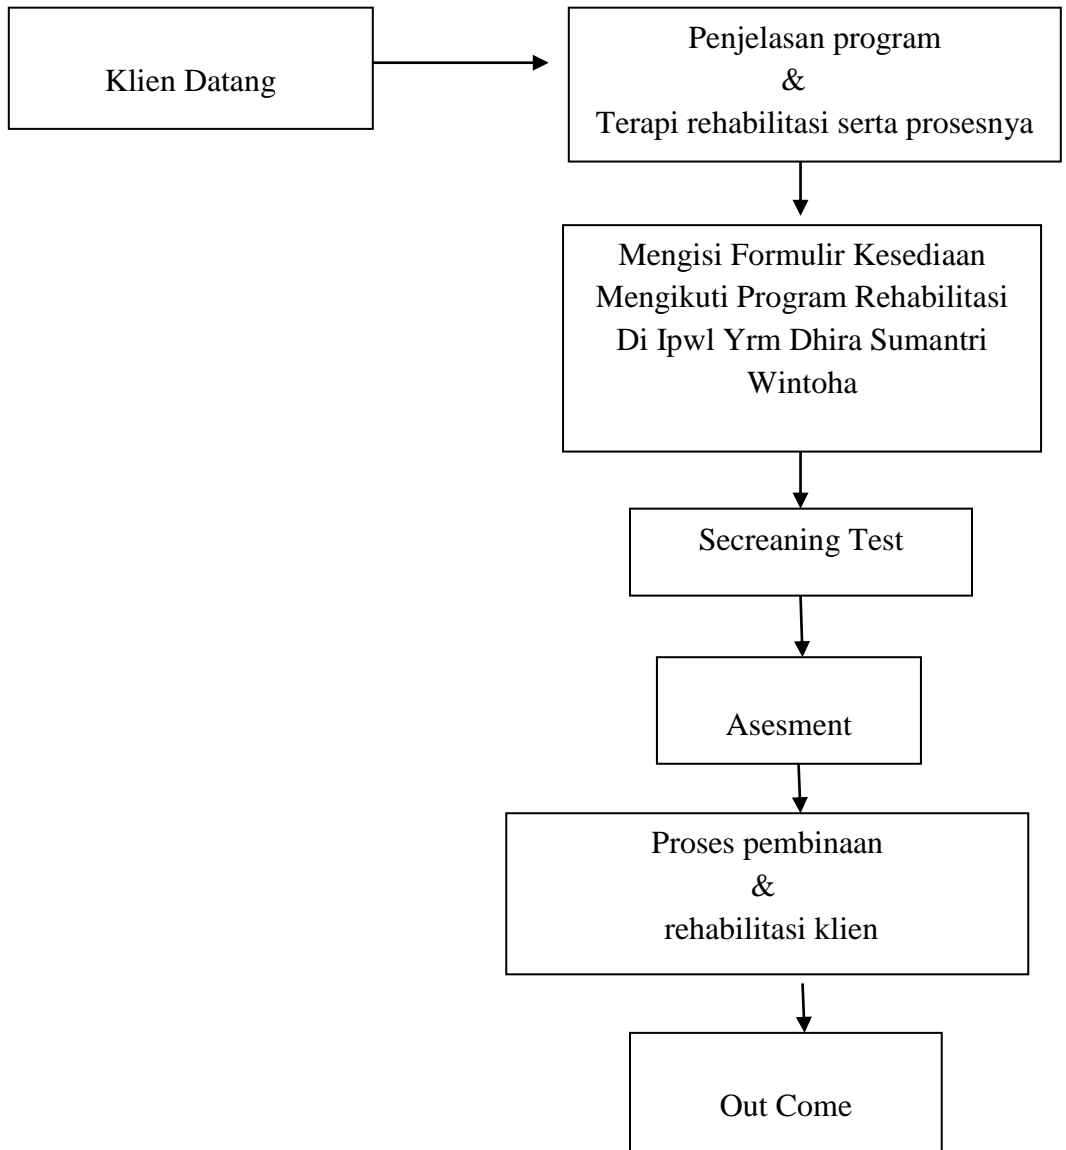 Klien Datang
Penjelasan program
&
Terapi rehabilitasi serta prosesnya
Mengisi Formulir Kesediaan
Mengikuti Program Rehabilitasi
Di Ipwl Yrm Dhira Sumantri
Wintoha
Secreaning Test
Asesment
Proses pembinaan
&
rehabilitasi klien
Out Come